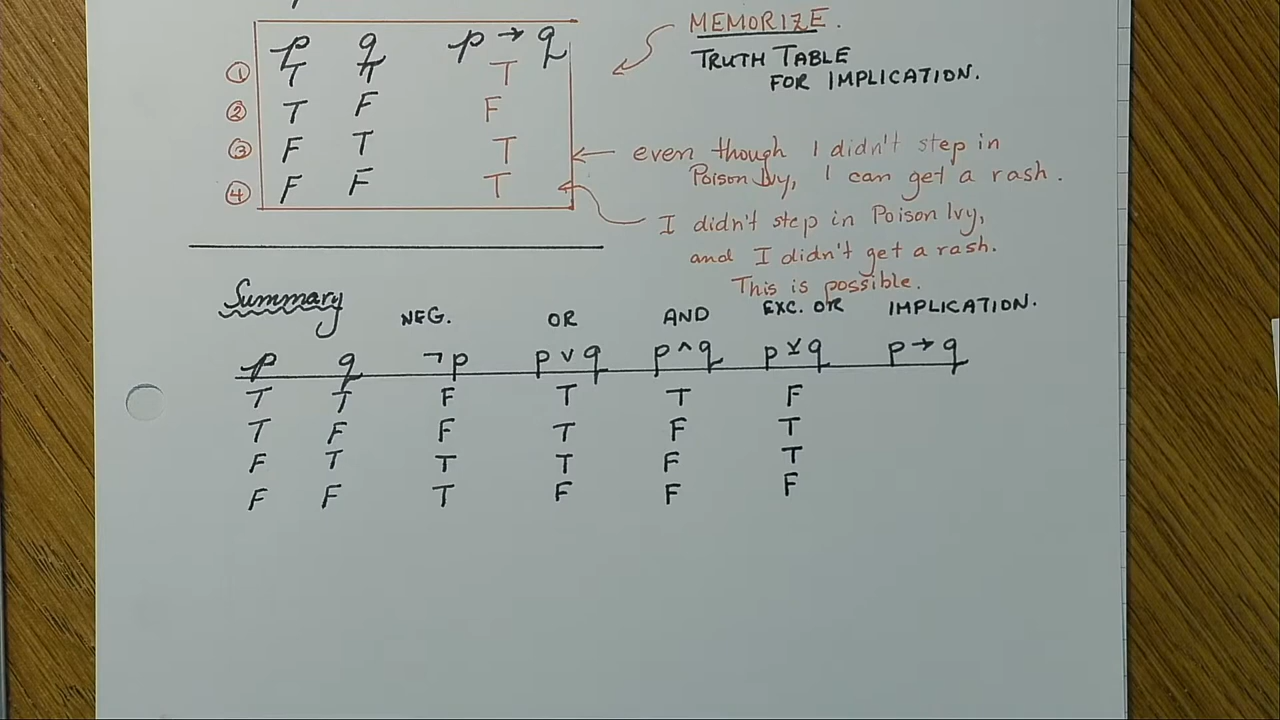 MEMORIZE.
TRUTH TABLE
FOR IMPLICATION.
p q p → q
① T T T
② T F F
③ F T T
④ F F T
even though I didn't step in
Poison Ivy, I can get a rash.
I didn't step in Poison Ivy,
and I didn't get a rash.
This is possible.
Summary
NEG. OR AND EXC. OR IMPLICATION.
p q ¬p p ∨ q p ∧ q p ⊻ q p → q
T T F T T F
T F F T F T
F T T T F T
F F T F F F